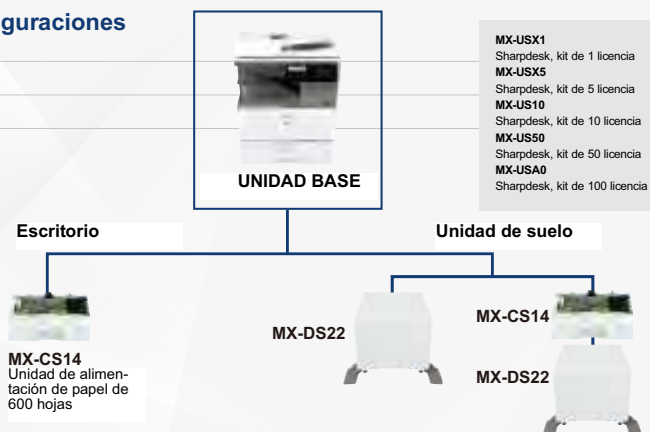 guraciones
MX-USX1
Sharpdesk, kit de 1 licencia
MX-USX5
Sharpdesk, kit de 5 licencia
MX-US10
Sharpdesk, kit de 10 licencia
MX-US50
Sharpdesk, kit de 50 licencia
MX-USA0
Sharpdesk, kit de 100 licencia
UNIDAD BASE
Escritorio
Unidad de suelo
MX-CS14
Unidad de alimen-
tación de papel de
600 hojas
MX-DS22
MX-CS14
MX-DS22